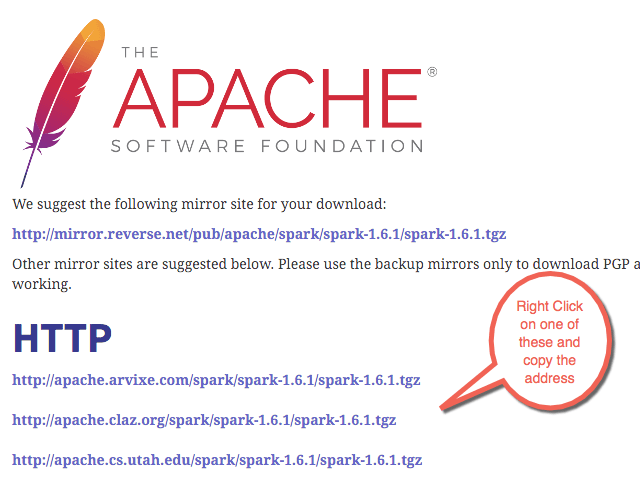 THE
APACHE®
SOFTWARE FOUNDATION
We suggest the following mirror site for your download:
http://mirror.reverse.net/pub/apache/spark/spark-1.6.1/spark-1.6.1.tgz
Other mirror sites are suggested below. Please use the backup mirrors only to download PGP a
working.
HTTP
Right Click
on one of
these and
copy the
address
http://apache.arvixe.com/spark/spark-1.6.1/spark-1.6.1.tgz
http://apache.claz.org/spark/spark-1.6.1/spark-1.6.1.tgz
http://apache.cs.utah.edu/spark/spark-1.6.1/spark-1.6.1.tgz